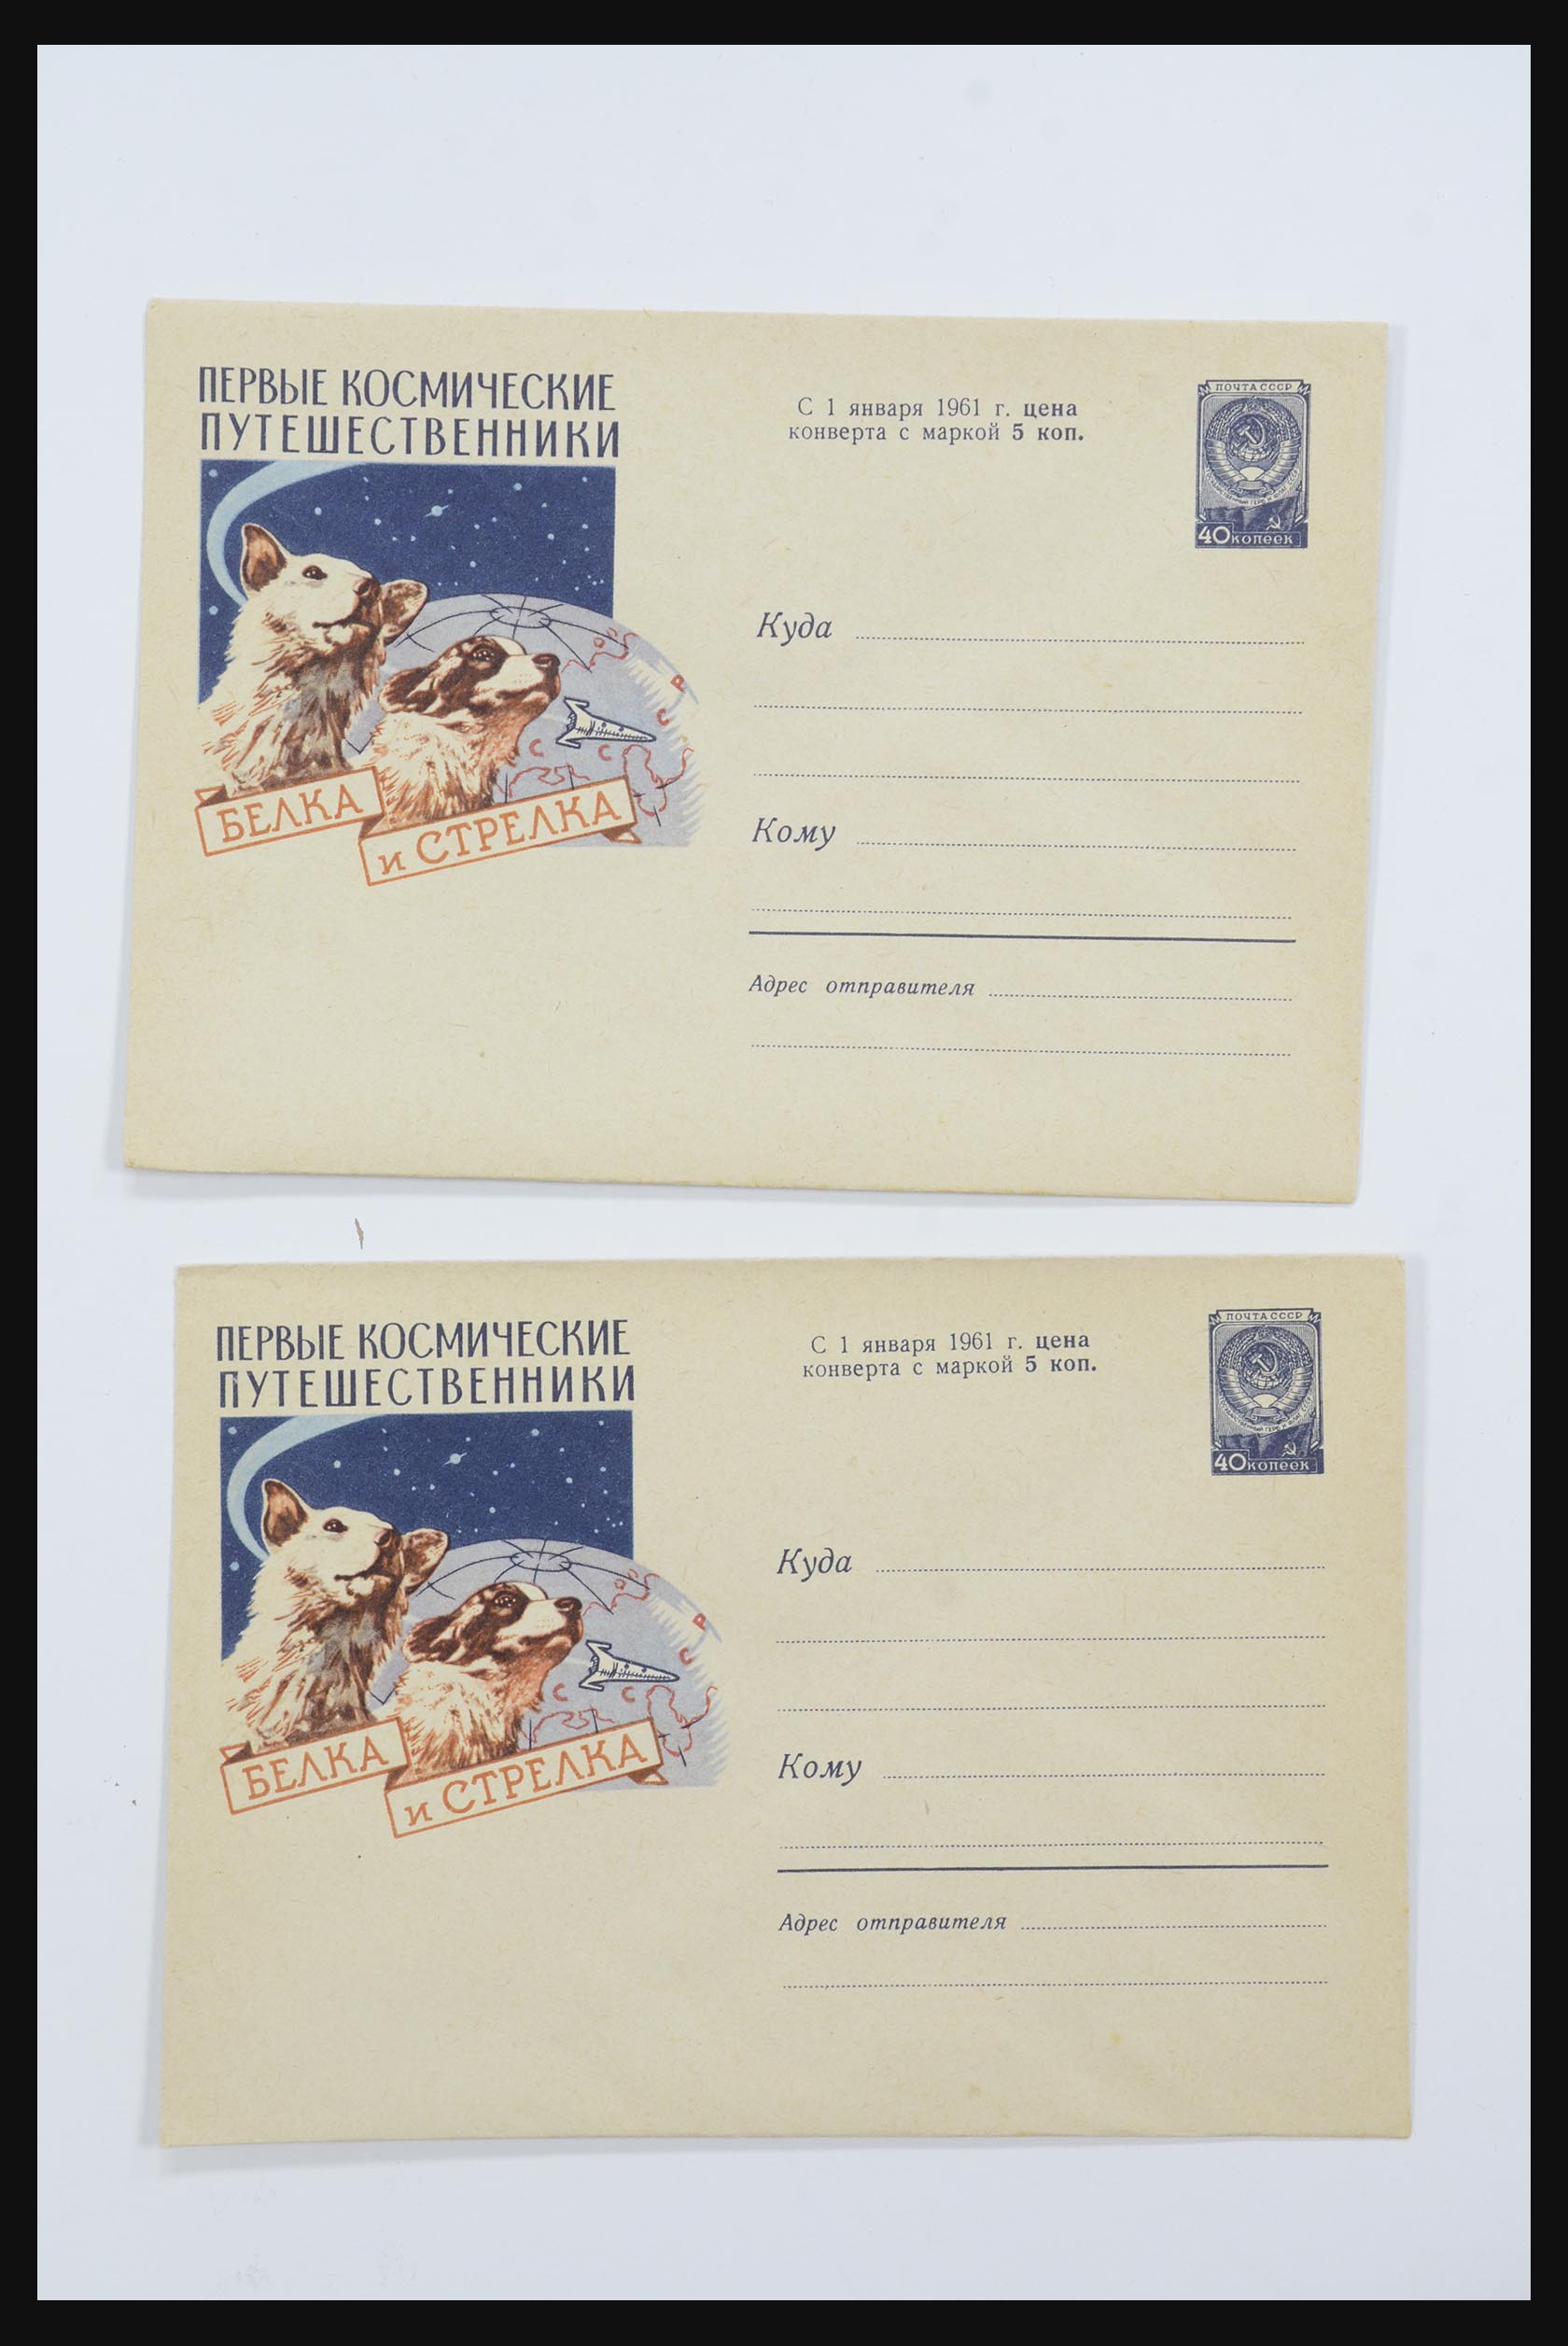 ПЕРВЫЕ КОСМИЧЕСКИЕ
ПУТЕШЕСТВЕННИКИ
С 1 января 1961 г. цена
конверта с маркой 5 коп.
ПОЧТА СССР
40 копеек
Куда
Р
С
С С
БЕЛКА
и СТРЕЛКА
Кому
Адрес отправителя
ПЕРВЫЕ КОСМИЧЕСКИЕ
ПУТЕШЕСТВЕННИКИ
С 1 января 1961 г. цена
конверта с маркой 5 коп.
ПОЧТА СССР
40 копеек
Куда
Р
С
С С
БЕЛКА
и СТРЕЛКА
Кому
Адрес отправителя